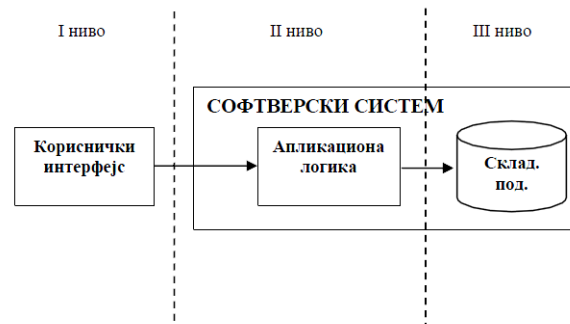 I ниво
II ниво
III ниво
СОФТВЕРСКИ СИСТЕМ
Кориснички
интерфејс
Апликациона
логика
Склад.
под.